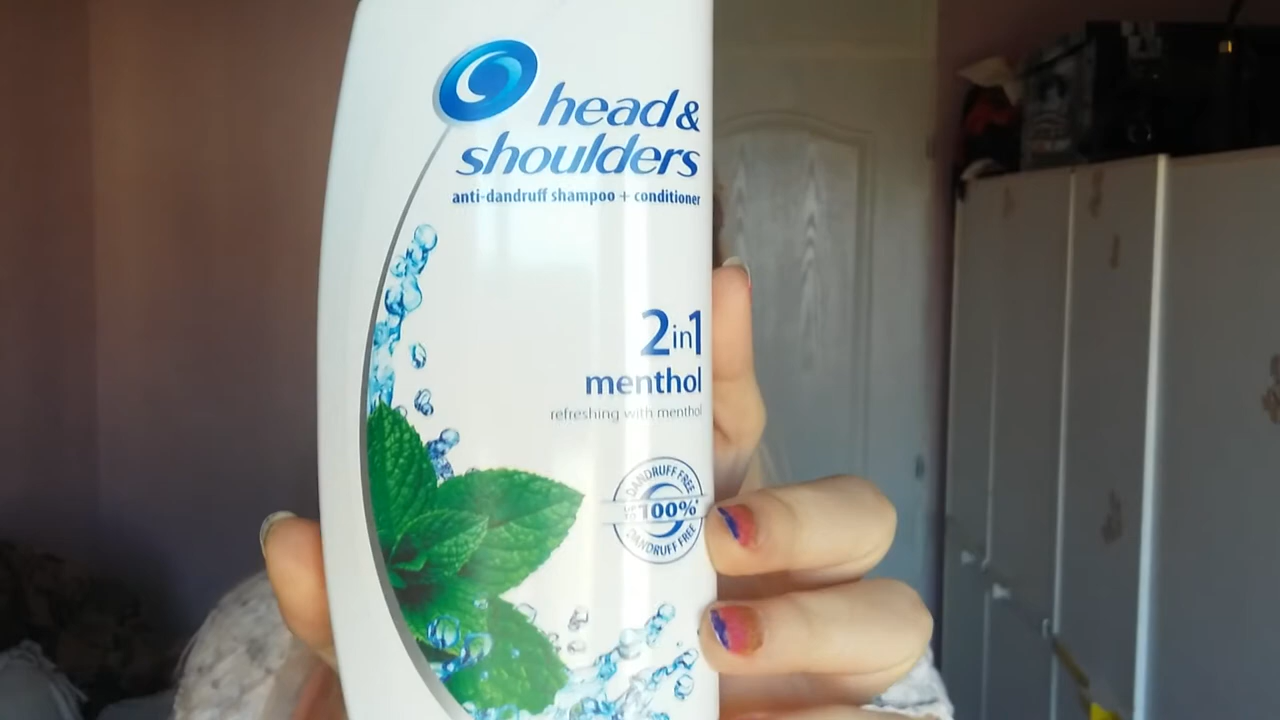 head &
shoulders
anti-dandruff shampoo + conditioner
2in1
menthol
refreshing with menthol
DANDRUFF FREE
100%*
DANDRUFF FREE